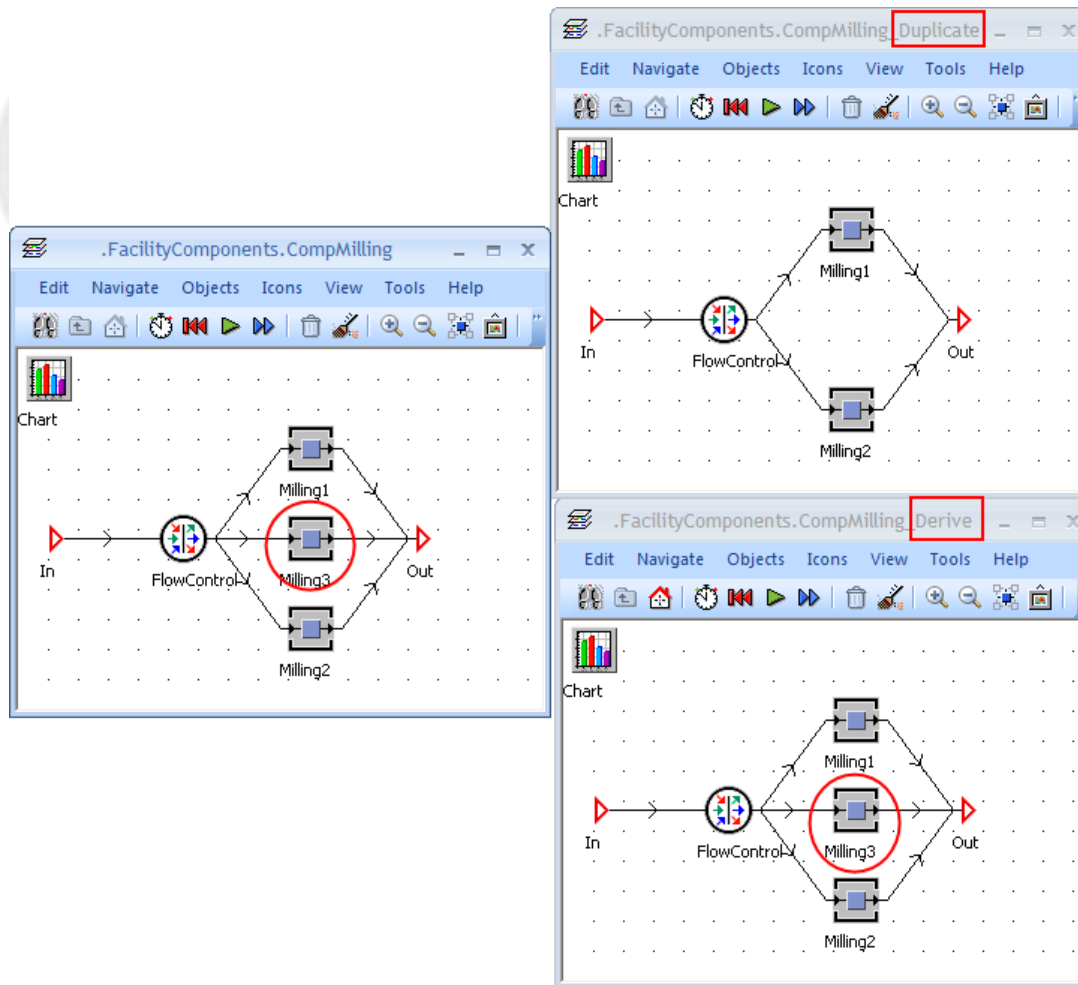 .FacilityComponents.CompMilling_Duplicate
Edit Navigate Objects Icons View Tools Help
Chart
Milling1
In
FlowControl
Out
Milling2
.FacilityComponents.CompMilling
Edit Navigate Objects Icons View Tools Help
Chart
Milling1
In
FlowControl
Milling3
Out
Milling2
.FacilityComponents.CompMilling_Derive
Edit Navigate Objects Icons View Tools Help
Chart
Milling1
In
FlowControl
Milling3
Out
Milling2